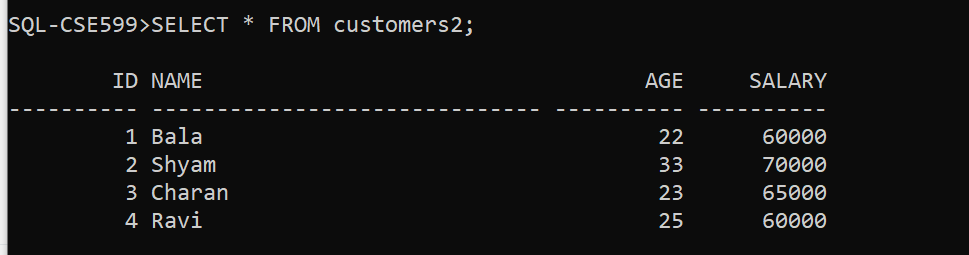 SQL-CSE599>SELECT * FROM customers2;
ID NAME AGE SALARY
---------- ------------------------------ ---------- ----------
1 Bala 22 60000
2 Shyam 33 70000
3 Charan 23 65000
4 Ravi 25 60000